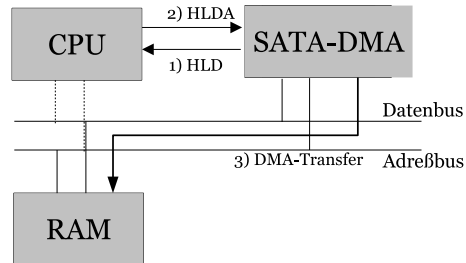 2) HLDA
CPU
SATA-DMA
1) HLD
Datenbus
3) DMA-Transfer
Adreßbus
RAM